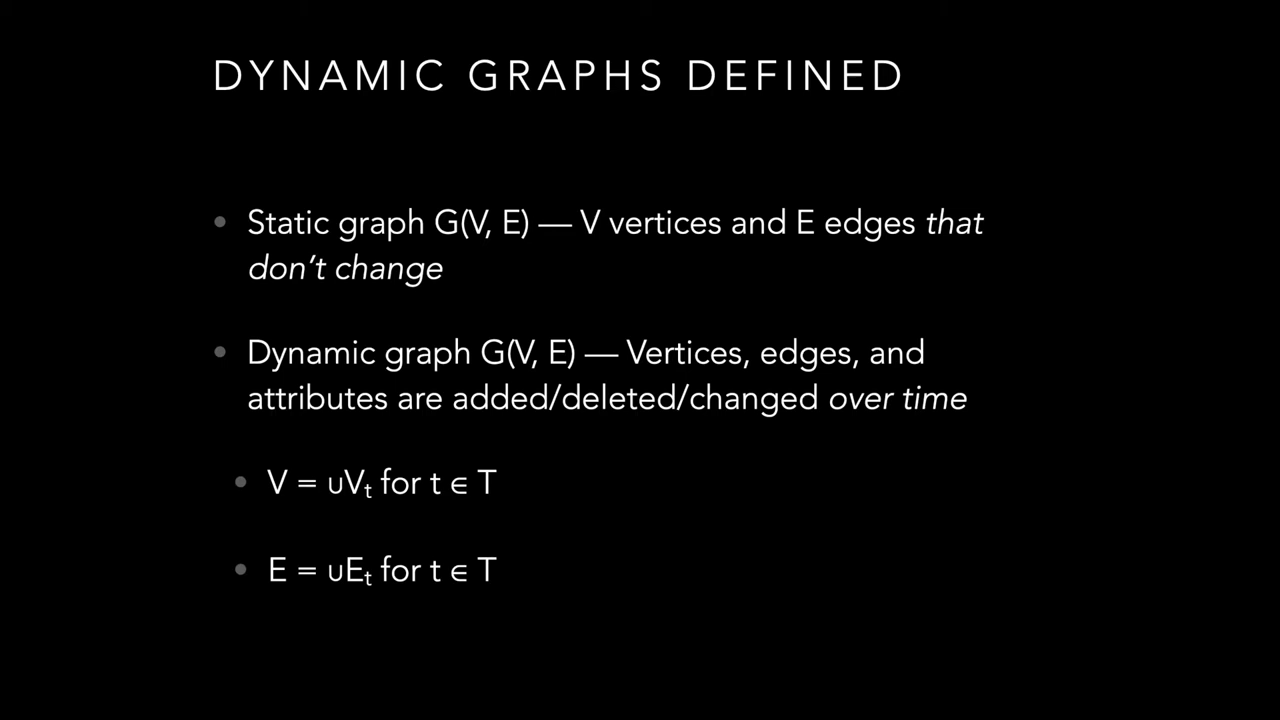 DYNAMIC GRAPHS DEFINED
• Static graph G(V, E) — V vertices and E edges that
don’t change
• Dynamic graph G(V, E) — Vertices, edges, and
attributes are added/deleted/changed over time
• V = ∪Vₜ for t ∈ T
• E = ∪Eₜ for t ∈ T